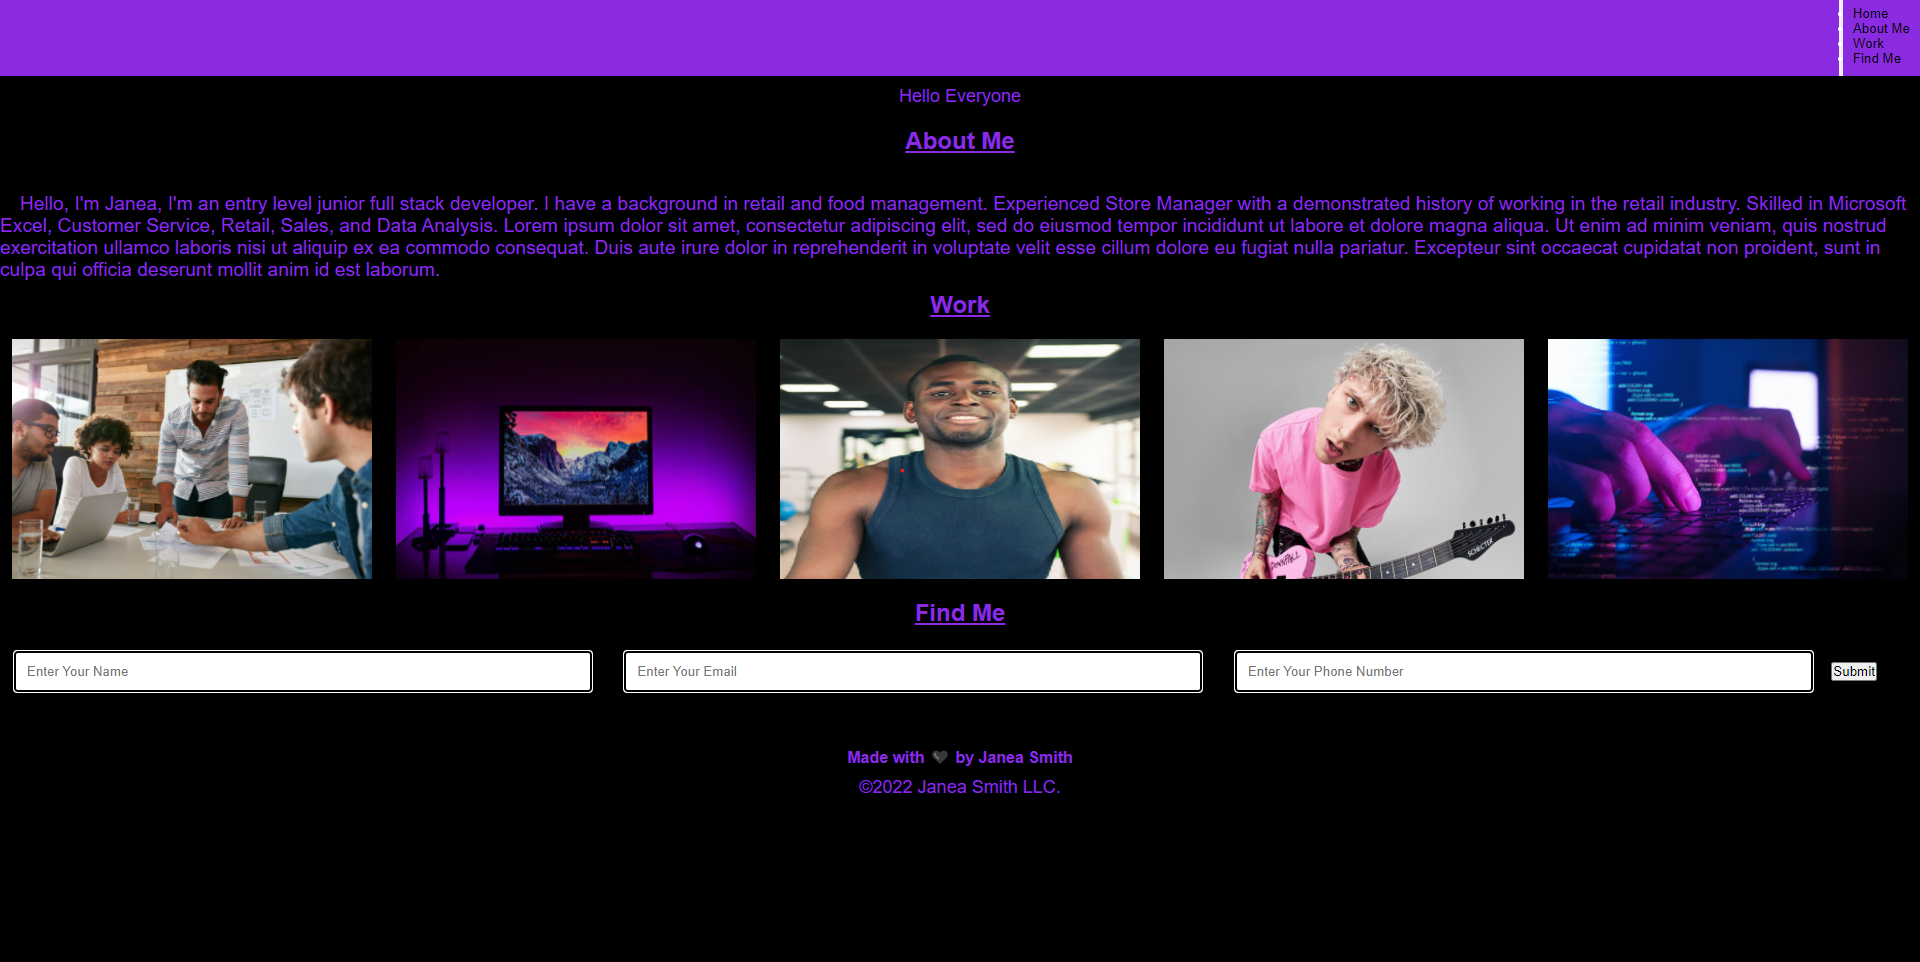 Home
About Me
Work
Find Me
Hello Everyone
About Me
Hello, I'm Janea, I'm an entry level junior full stack developer. I have a background in retail and food management. Experienced Store Manager with a demonstrated history of working in the retail industry. Skilled in Microsoft
Excel, Customer Service, Retail, Sales, and Data Analysis. Lorem ipsum dolor sit amet, consectetur adipiscing elit, sed do eiusmod tempor incididunt ut labore et dolore magna aliqua. Ut enim ad minim veniam, quis nostrud
exercitation ullamco laboris nisi ut aliquip ex ea commodo consequat. Duis aute irure dolor in reprehenderit in voluptate velit esse cillum dolore eu fugiat nulla pariatur. Excepteur sint occaecat cupidatat non proident, sunt in
culpa qui officia deserunt mollit anim id est laborum.
Work
DOWNFALL
SCHECTER
Find Me
Enter Your Name
Enter Your Email
Enter Your Phone Number
Submit
Made with 🖤 by Janea Smith
©2022 Janea Smith LLC.